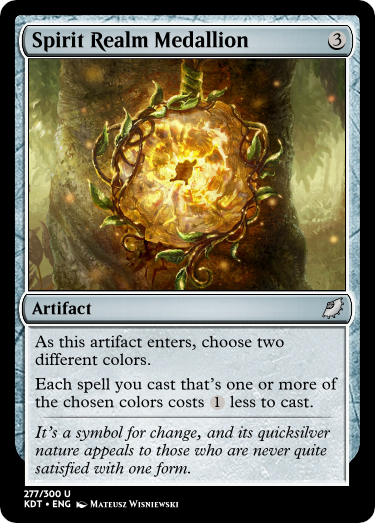 Spirit Realm Medallion 3
Artifact
As this artifact enters, choose two
different colors.
Each spell you cast that's one or more of
the chosen colors costs 1 less to cast.
It's a symbol for change, and its quicksilver
nature appeals to those who are never quite
satisfied with one form.
277/300 U
KDT • ENG Mateusz Wisniewski